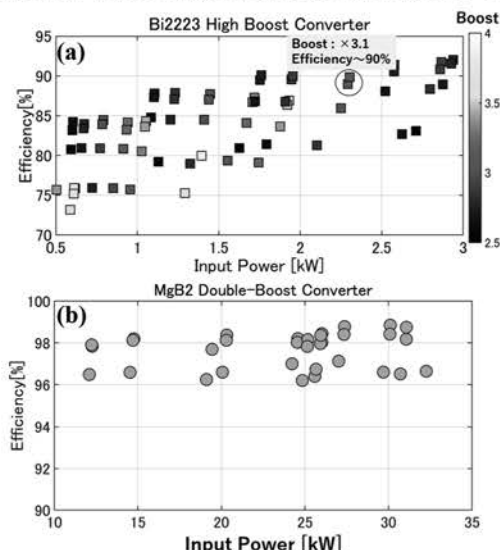 Bi2223 High Boost Converter
Boost
(a)
Boost : ×3.1
Efficiency～90%
95
90
85
80
75
70
Efficiency[%]
0.5
1
1.5
2
2.5
3
Input Power [kW]
4
3.5
3
2.5
MgB2 Double-Boost Converter
(b)
100
98
96
94
92
90
Efficiency[%]
10
15
20
25
30
35
Input Power [kW]